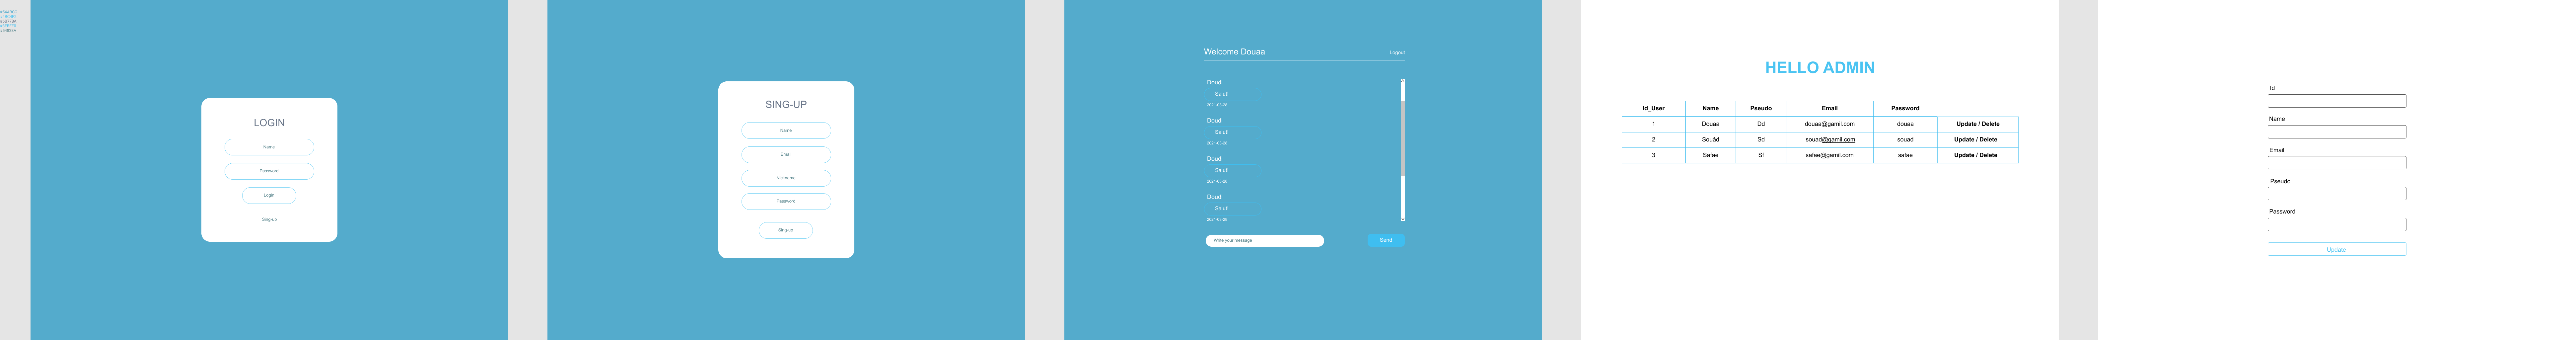 LOGIN
Name
Password
Login
Sing-up
SING-UP
Name
Email
Nickname
Password
Sing-up
Welcome Douaa Logout
Doudi
Salut!
2021-03-28
Doudi
Salut!
2021-03-28
Doudi
Salut!
2021-03-28
Doudi
Salut!
2021-03-28
Write your message Send
HELLO ADMIN
Id_User Name Pseudo Email Password
1 Douaa Dd douaa@gamil.com douaa Update / Delete
2 Souâd Sd souad@gamil.com souad Update / Delete
3 Safae Sf safae@gamil.com safae Update / Delete
Id
Name
Email
Pseudo
Password
Update